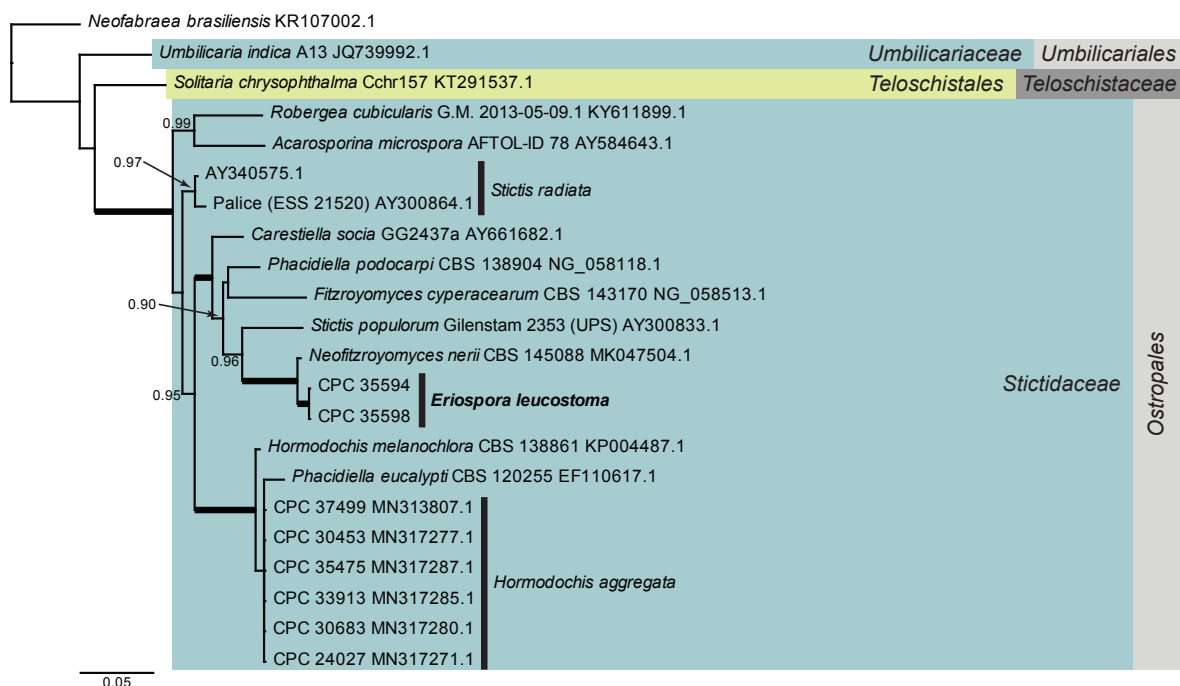 Neofabraea brasiliensis KR107002.1
Umbilicaria indica A13 JQ739992.1 Umbilicariaceae Umbilicariales
Solitaria chrysophthalma Cchr157 KT291537.1 Teloschistales Teloschistaceae
Robergea cubicularis G.M. 2013-05-09.1 KY611899.1
0.99
Acarosporina microspora AFTOL-ID 78 AY584643.1
0.97
AY340575.1
Stictis radiata
Palice (ESS 21520) AY300864.1
Carestiella socia GG2437a AY661682.1
Phacidiella podocarpi CBS 138904 NG_058118.1
0.90
Fitzroyomyces cyperacearum CBS 143170 NG_058513.1
Stictis populorum Gilenstam 2353 (UPS) AY300833.1
0.96
Neofitzroyomyces nerii CBS 145088 MK047504.1
CPC 35594
Stictidaceae
Ostropales
0.95
Eriospora leucostoma
CPC 35598
Hormodochis melanochlora CBS 138861 KP004487.1
Phacidiella eucalypti CBS 120255 EF110617.1
CPC 37499 MN313807.1
CPC 30453 MN317277.1
CPC 35475 MN317287.1
Hormodochis aggregata
CPC 33913 MN317285.1
CPC 30683 MN317280.1
CPC 24027 MN317271.1
0.05